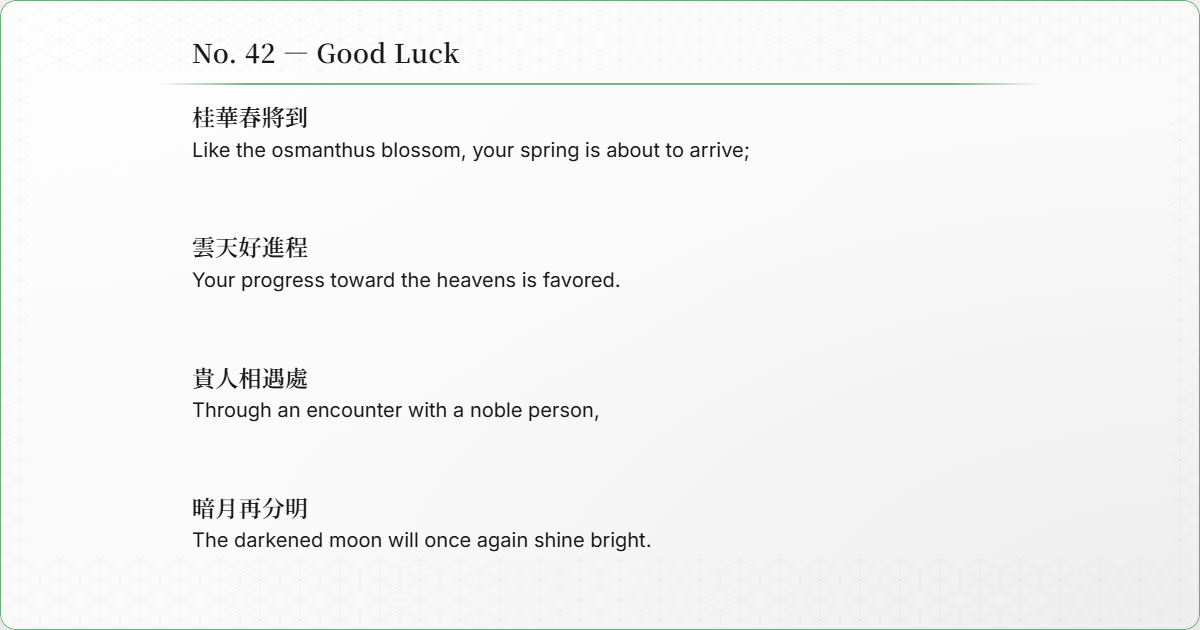 No. 42 — Good Luck
桂華春將到
Like the osmanthus blossom, your spring is about to arrive;
雲天好進程
Your progress toward the heavens is favored.
貴人相遇處
Through an encounter with a noble person,
暗月再分明
The darkened moon will once again shine bright.